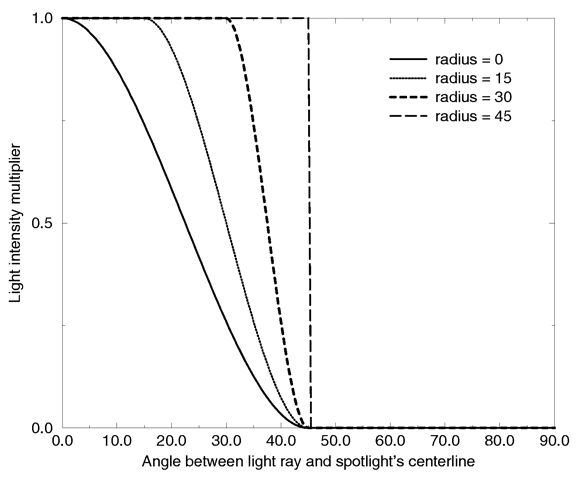 1.0
0.5
0.0
Light intensity multiplier
radius = 0
radius = 15
radius = 30
radius = 45
0.0 10.0 20.0 30.0 40.0 50.0 60.0 70.0 80.0 90.0
Angle between light ray and spotlight's centerline